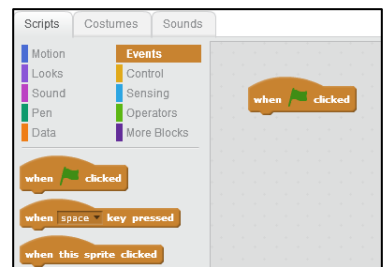 Scripts Costumes Sounds
Motion Events
Looks Control
Sound Sensing
Pen Operators
Data More Blocks
when clicked
when space key pressed
when this sprite clicked
when clicked